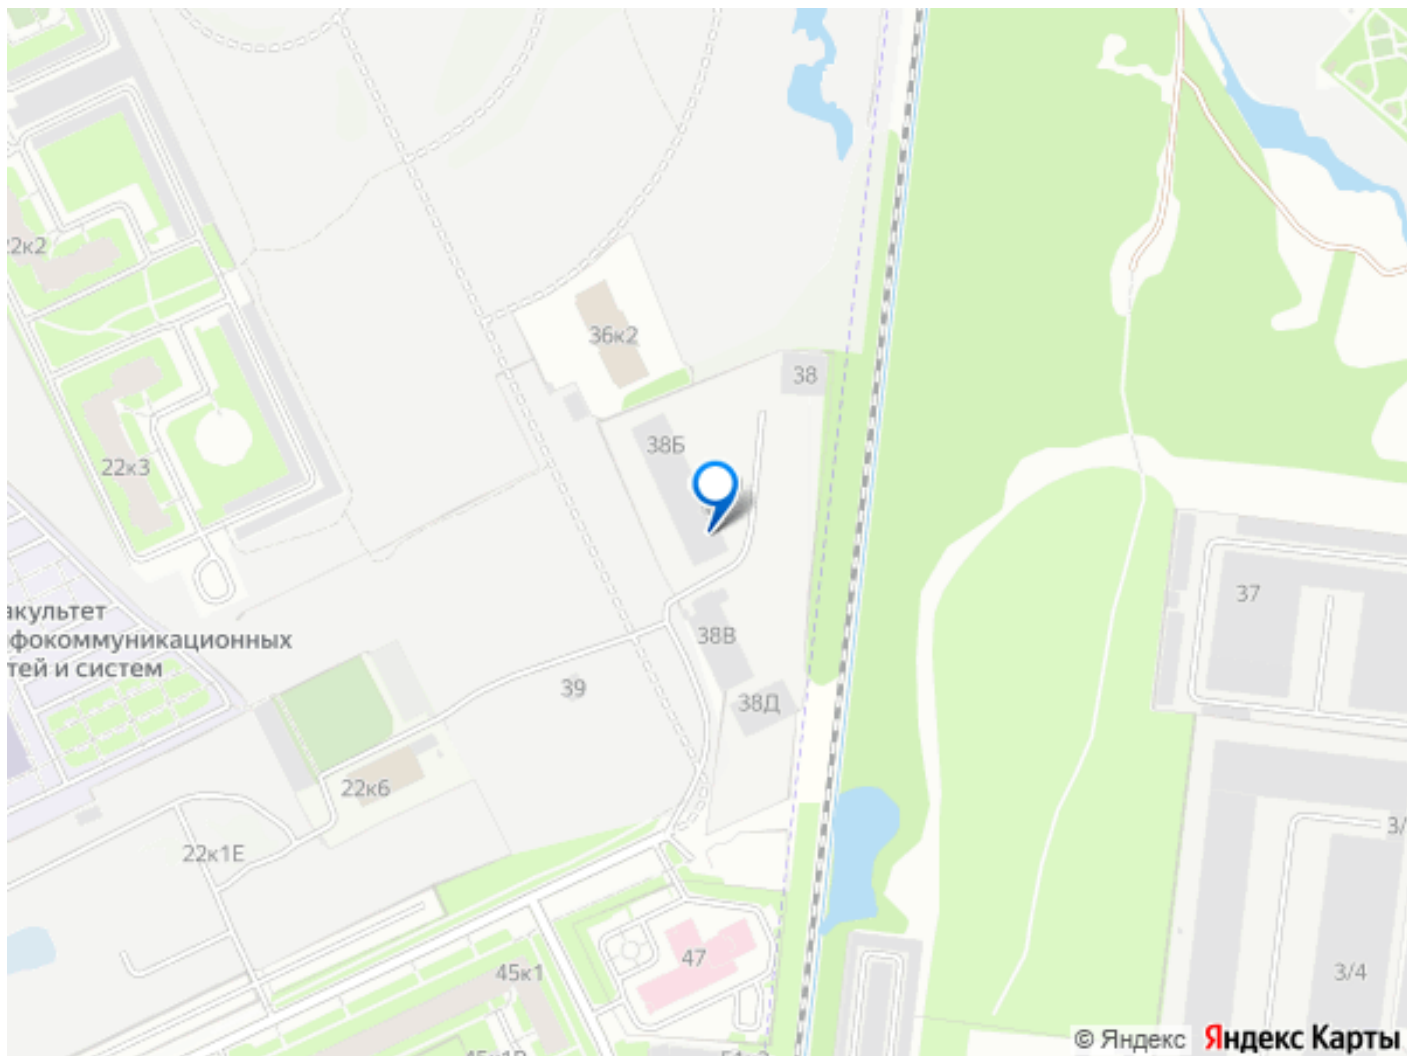 22к2
36к2
38
38Б
22к3
37
акультет
фокоммуникационных
тей и систем
38В
39
38Д
22к6
3/
22к1Е
47
45к1
3/4
© Яндекс Яндекс Карты